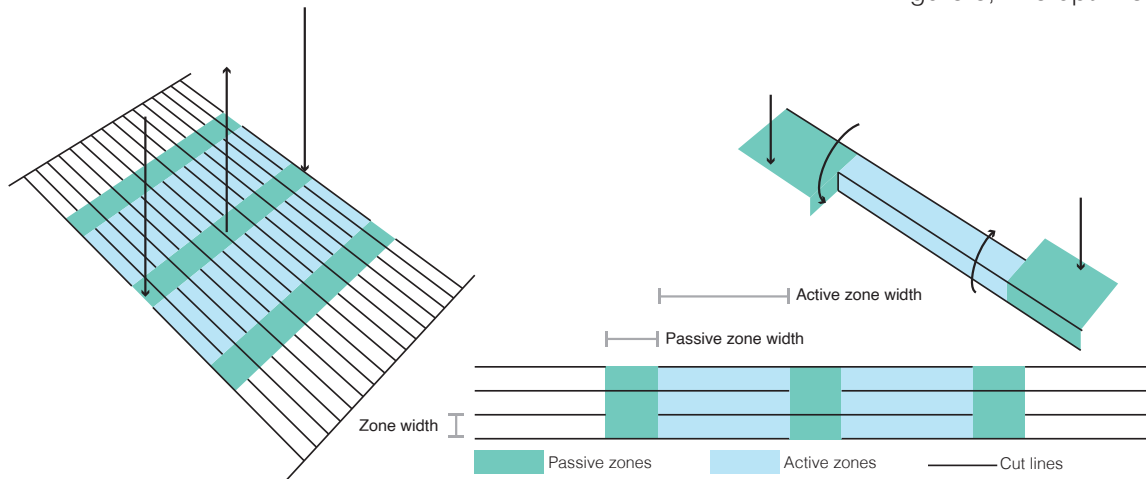 Active zone width
Passive zone width
Zone width
Passive zones
Active zones
Cut lines